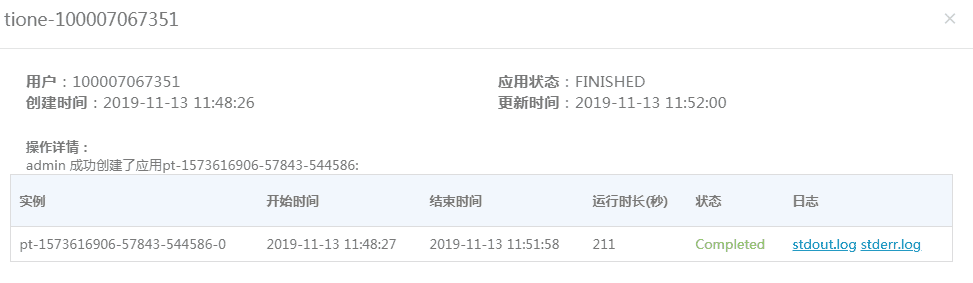 tione-100007067351
用户：100007067351 应用状态：FINISHED
创建时间：2019-11-13 11:48:26 更新时间：2019-11-13 11:52:00
操作详情：
admin 成功创建了应用pt-1573616906-57843-544586:
实例 开始时间 结束时间 运行时长(秒) 状态 日志
pt-1573616906-57843-544586-0 2019-11-13 11:48:27 2019-11-13 11:51:58 211 Completed stdout.log stderr.log